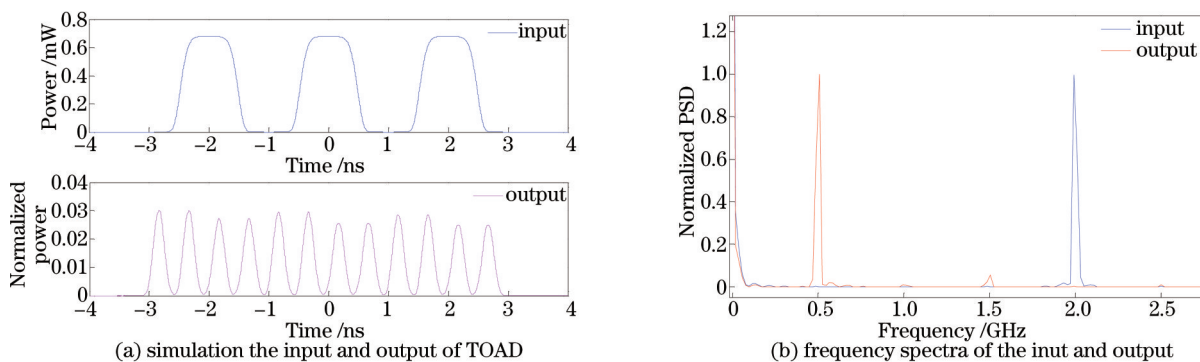 0.8
0.6
0.4
0.2
0
Power /mW
input
−4 −3 −2 −1 0 1 2 3 4
Time /ns
0.04
0.03
0.02
0.01
0
Normalized
power
output
−4 −3 −2 −1 0 1 2 3 4
Time /ns
(a) simulation the input and output of TOAD
1.2
1.0
0.8
0.6
0.4
0.2
0
Normalized PSD
input
output
0 0.5 1.0 1.5 2.0 2.5
Frequency /GHz
(b) frequency spectra of the inut and output